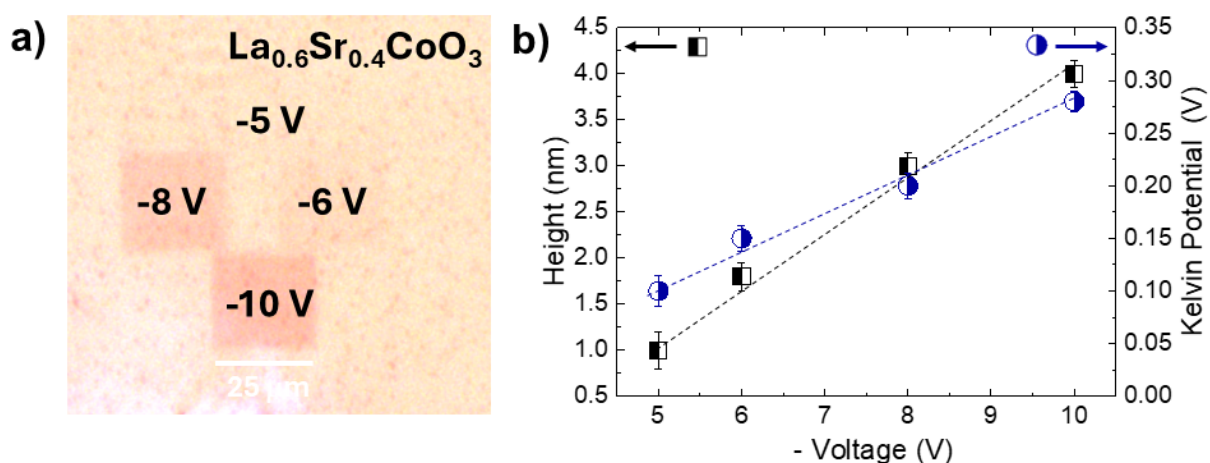 a)
La₀.₆Sr₀.₄CoO₃
-5 V
-8 V
-6 V
-10 V
25 μm
b)
Height (nm)
4.5
4.0
3.5
3.0
2.5
2.0
1.5
1.0
0.5
5
6
7
8
9
10
- Voltage (V)
0.35
0.30
0.25
0.20
0.15
0.10
0.05
0.00
Kelvin Potential (V)